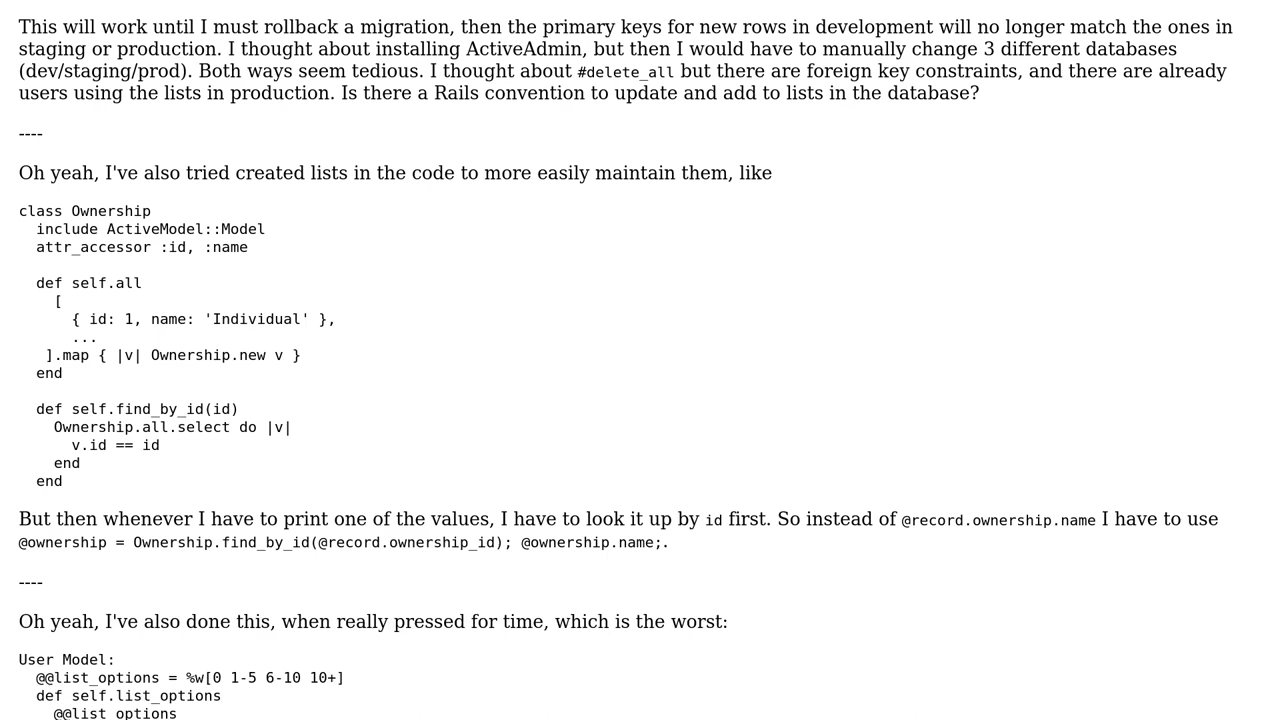 This will work until I must rollback a migration, then the primary keys for new rows in development will no longer match the ones in
staging or production. I thought about installing ActiveAdmin, but then I would have to manually change 3 different databases
(dev/staging/prod). Both ways seem tedious. I thought about #delete_all but there are foreign key constraints, and there are already
users using the lists in production. Is there a Rails convention to update and add to lists in the database?
----
Oh yeah, I've also tried created lists in the code to more easily maintain them, like
class Ownership
  include ActiveModel::Model
  attr_accessor :id, :name
  def self.all
    [
      { id: 1, name: 'Individual' },
      ...
   ].map { |v| Ownership.new v }
  end
  def self.find_by_id(id)
    Ownership.all.select do |v|
      v.id == id
    end
  end
But then whenever I have to print one of the values, I have to look it up by id first. So instead of @record.ownership.name I have to use
@ownership = Ownership.find_by_id(@record.ownership_id); @ownership.name;.
----
Oh yeah, I've also done this, when really pressed for time, which is the worst:
User Model:
  @@list_options = %w[0 1-5 6-10 10+]
  def self.list_options
    @@list_options